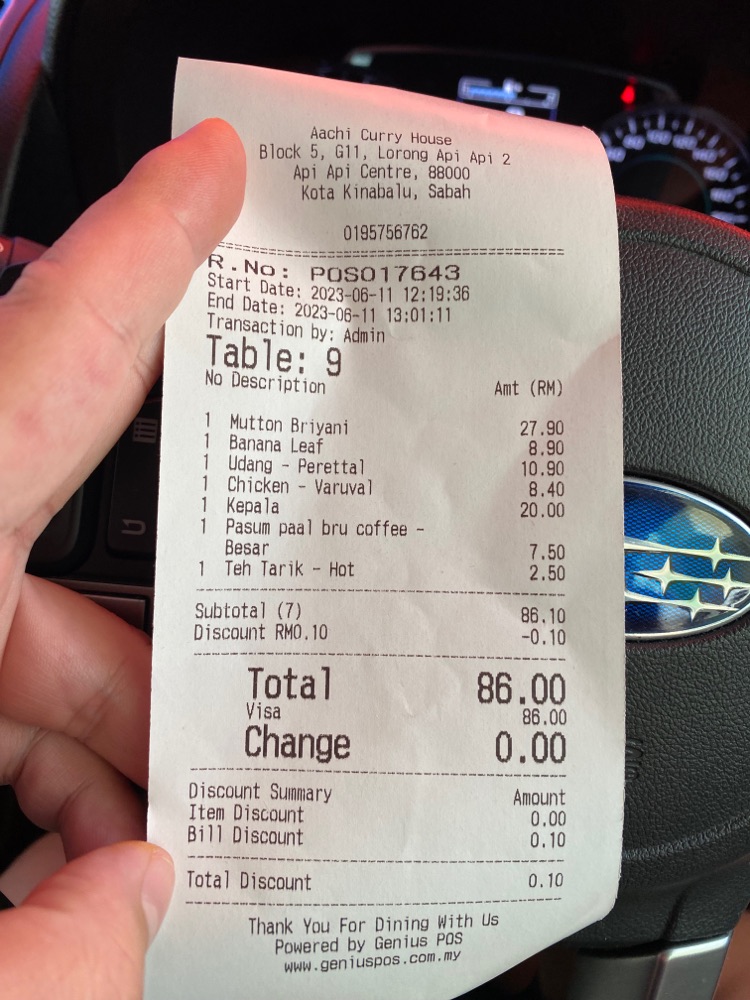 Aachi Curry House
Block 5, G11, Lorong Api Api 2
Api Api Centre, 88000
Kota Kinabalu, Sabah
0195756762
R.No: POS017643
Start Date: 2023-06-11 12:19:36
End Date: 2023-06-11 13:01:11
Transaction by: Admin
Table: 9
No Description Amt (RM)
1 Mutton Briyani 27.90
1 Banana Leaf 8.90
1 Udang - Perettal 10.90
1 Chicken - Varuval 8.40
1 Kepala 20.00
1 Pasum paal bru coffee -
Besar 7.50
1 Teh Tarik - Hot 2.50
Subtotal (7) 86.10
Discount RM0.10 -0.10
Total 86.00
Visa 86.00
Change 0.00
Discount Summary Amount
Item Discount 0.00
Bill Discount 0.10
Total Discount 0.10
Thank You For Dining With Us
Powered by Genius POS
www.geniuspos.com.my